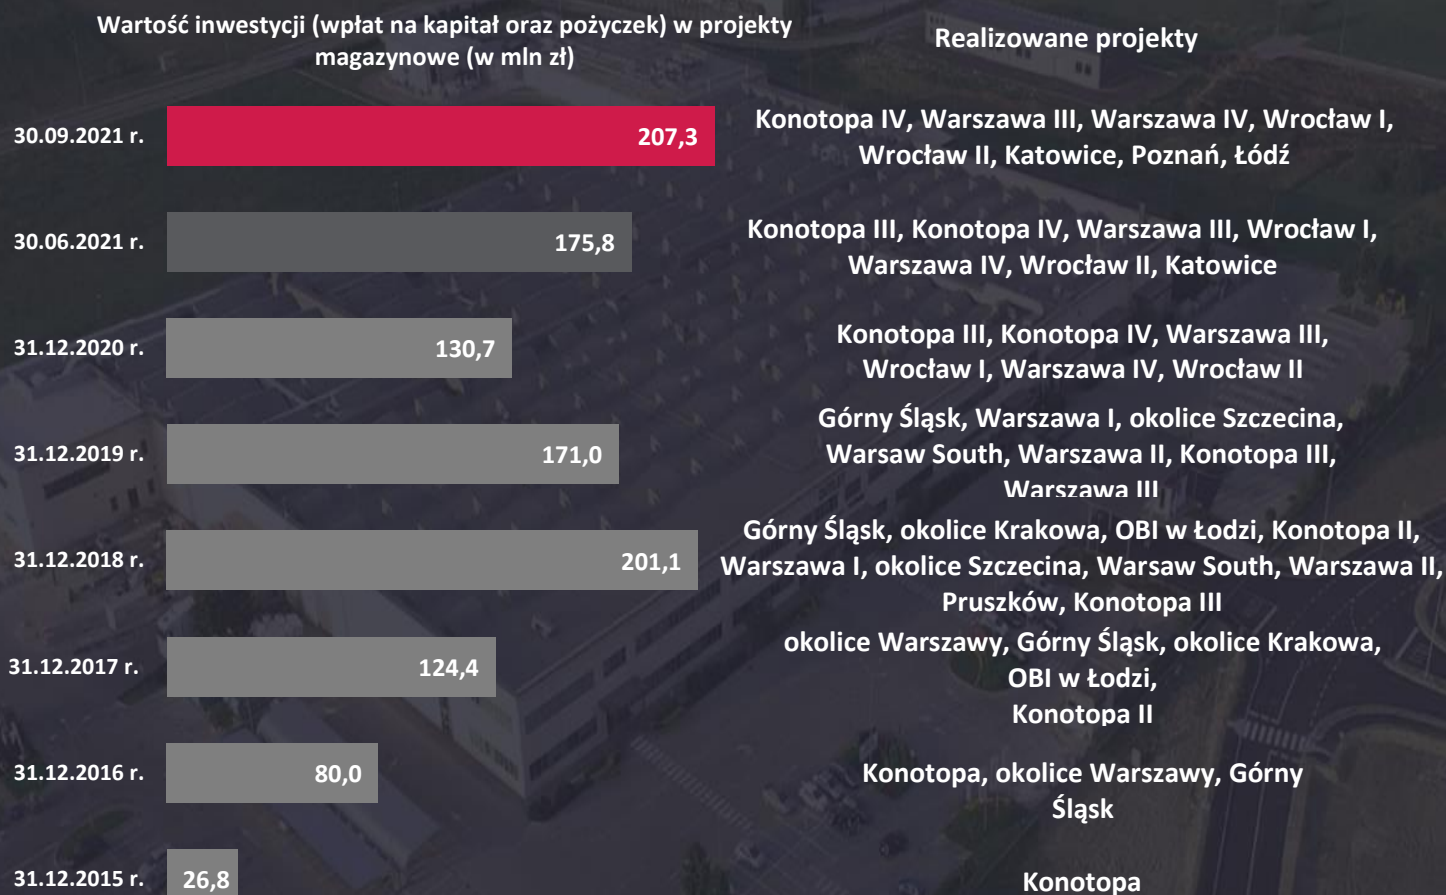 Wartość inwestycji (wpłat na kapitał oraz pożyczek) w projekty
magazynowe (w mln zł)
Realizowane projekty
30.09.2021 r.
207,3
Konotopa IV, Warszawa III, Warszawa IV, Wrocław I,
Wrocław II, Katowice, Poznań, Łódź
30.06.2021 r.
175,8
Konotopa III, Konotopa IV, Warszawa III, Wrocław I,
Warszawa IV, Wrocław II, Katowice
31.12.2020 r.
130,7
Konotopa III, Konotopa IV, Warszawa III,
Wrocław I, Warszawa IV, Wrocław II
31.12.2019 r.
171,0
Górny Śląsk, Warszawa I, okolice Szczecina,
Warsaw South, Warszawa II, Konotopa III,
Warszawa III
31.12.2018 r.
201,1
Górny Śląsk, okolice Krakowa, OBI w Łodzi, Konotopa II,
Warszawa I, okolice Szczecina, Warsaw South, Warszawa II,
Pruszków, Konotopa III
31.12.2017 r.
124,4
okolice Warszawy, Górny Śląsk, okolice Krakowa,
OBI w Łodzi,
Konotopa II
31.12.2016 r.
80,0
Konotopa, okolice Warszawy, Górny
Śląsk
31.12.2015 r.
26,8
Konotopa